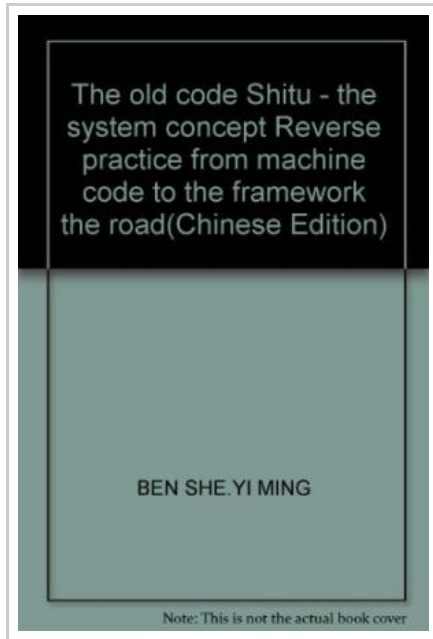 The old code Shitu - the
system concept Reverse
practice from machine
code to the framework
the road(Chinese Edition)
BEN SHE.YI MING
Note: This is not the actual book cover